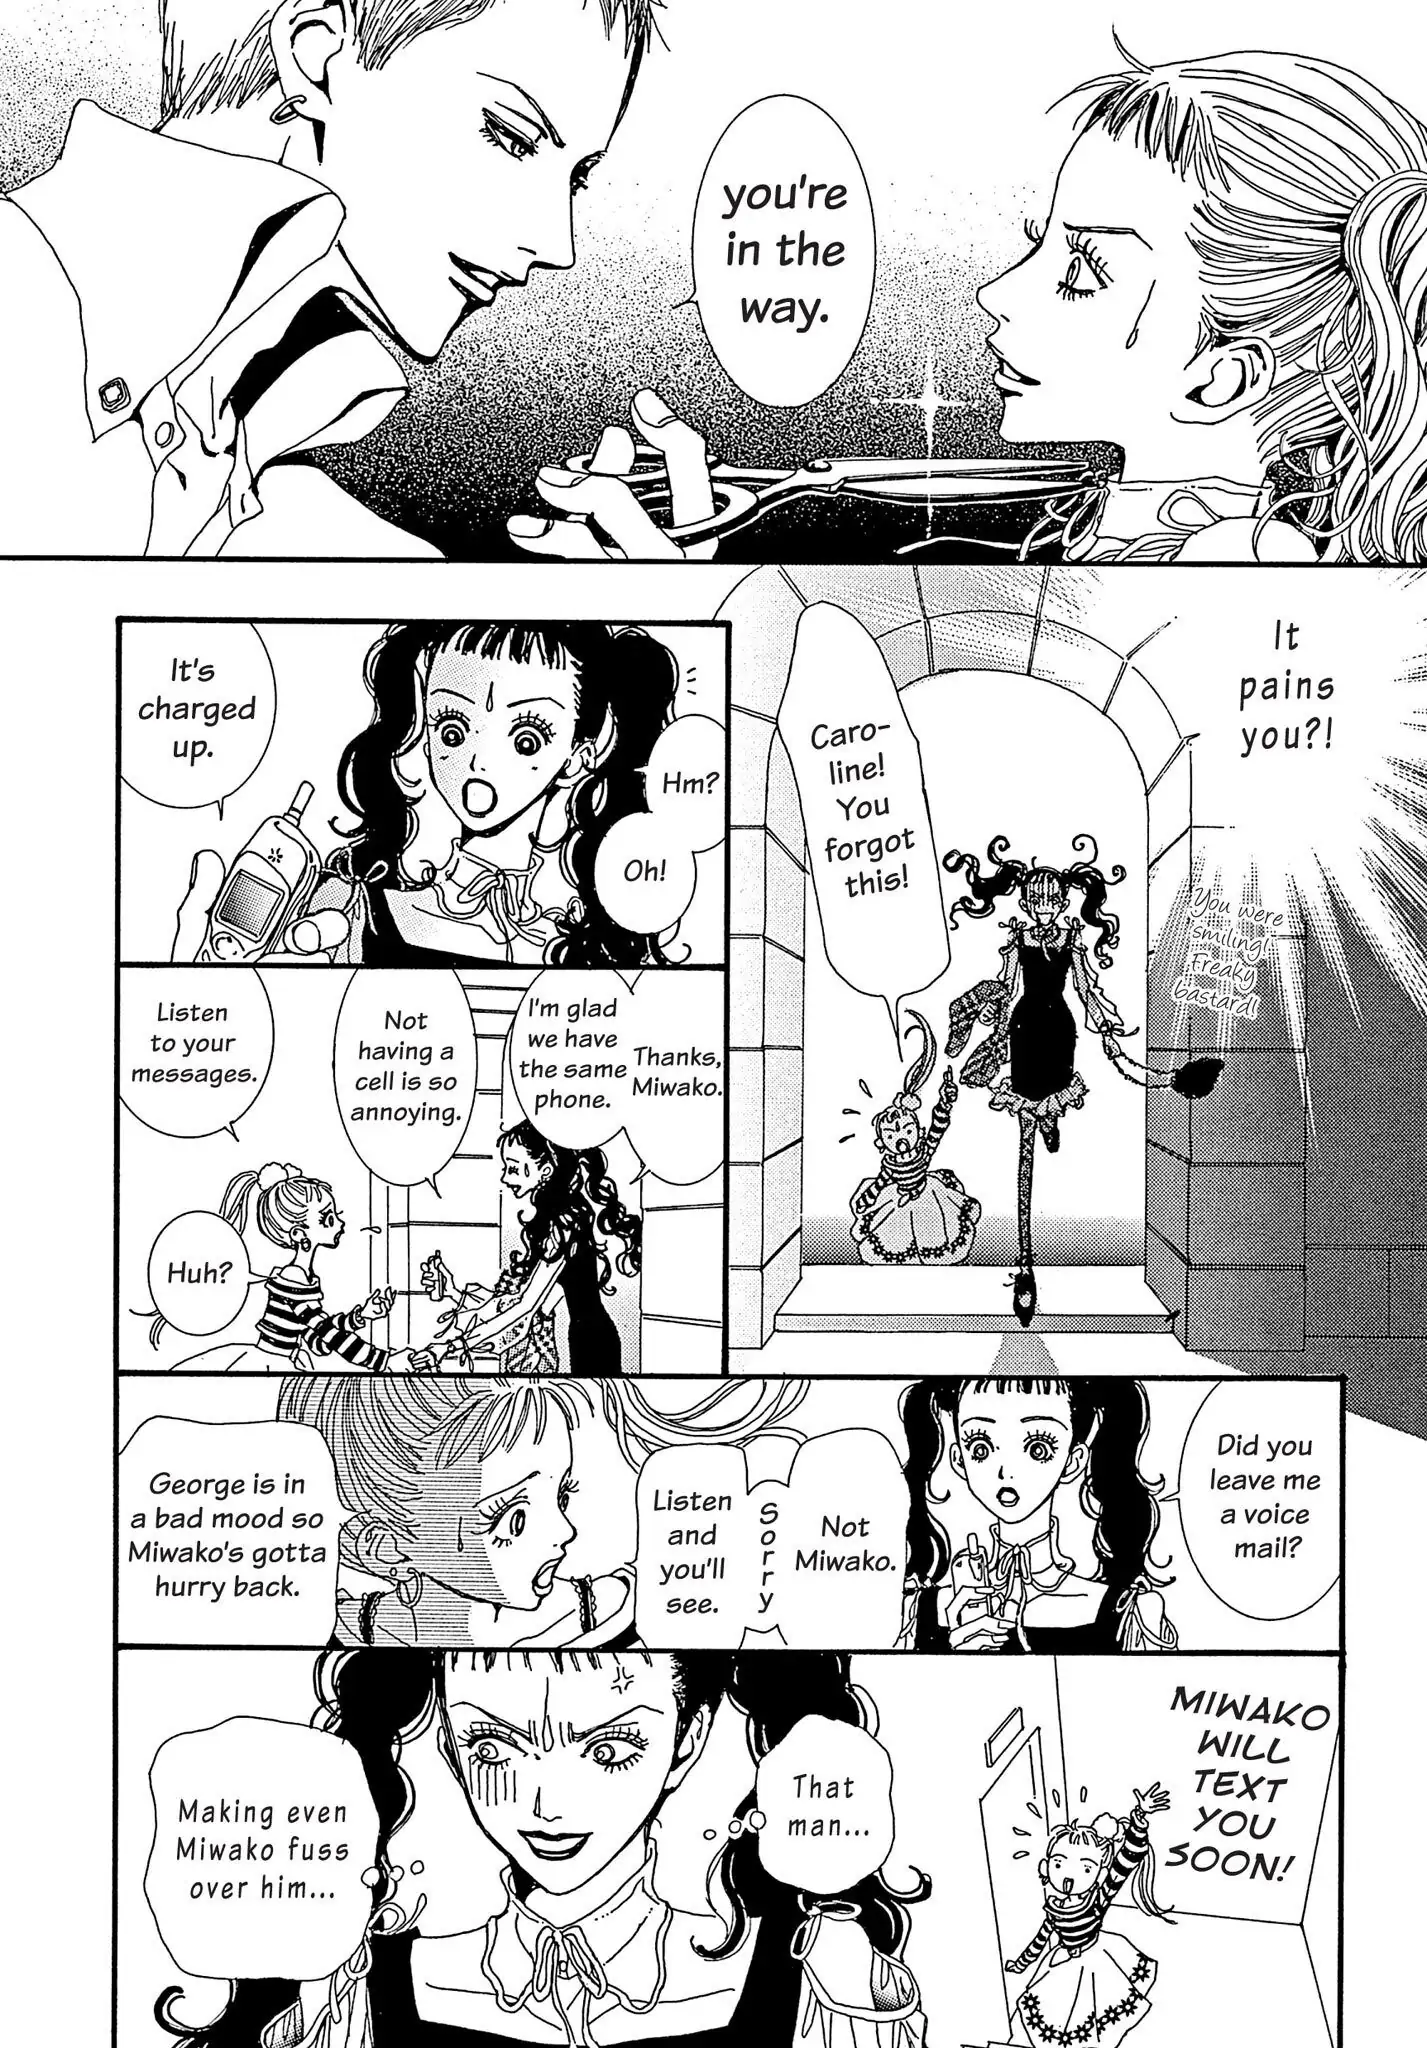 you're
in the
way.
It
pains
you?!
You were
smiling!
Freaky
bastard!
Caro-
line!
You
forgot
this!
Hm?
Oh!
It's
charged
up.
Thanks,
Miwako.
I'm glad
we have
the same
phone.
Not
having a
cell is so
annoying.
Listen
to your
messages.
Huh?
Did you
leave me
a voice
mail?
Not
Miwako.
Sorry
Listen
and
you'll
see.
George is in
a bad mood so
Miwako's gotta
hurry back.
MIWAKO
WILL
TEXT
YOU
SOON!
That
man...
Making even
Miwako fuss
over him...